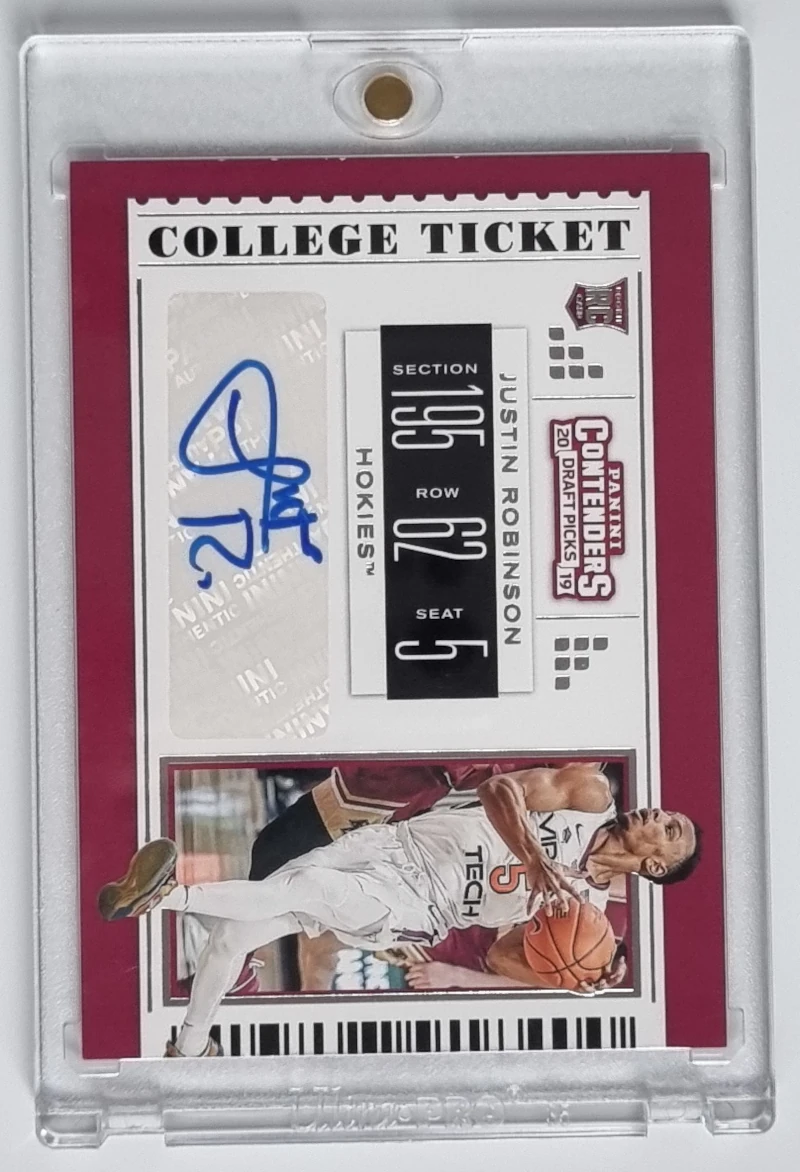 COLLEGE TICKET
RC
PANINI
CONTENDERS
20 DRAFT PICKS 19
JUSTIN ROBINSON
SECTION
195
ROW
62
SEAT
5
HOKIES™
TECH
5
UltraPRO